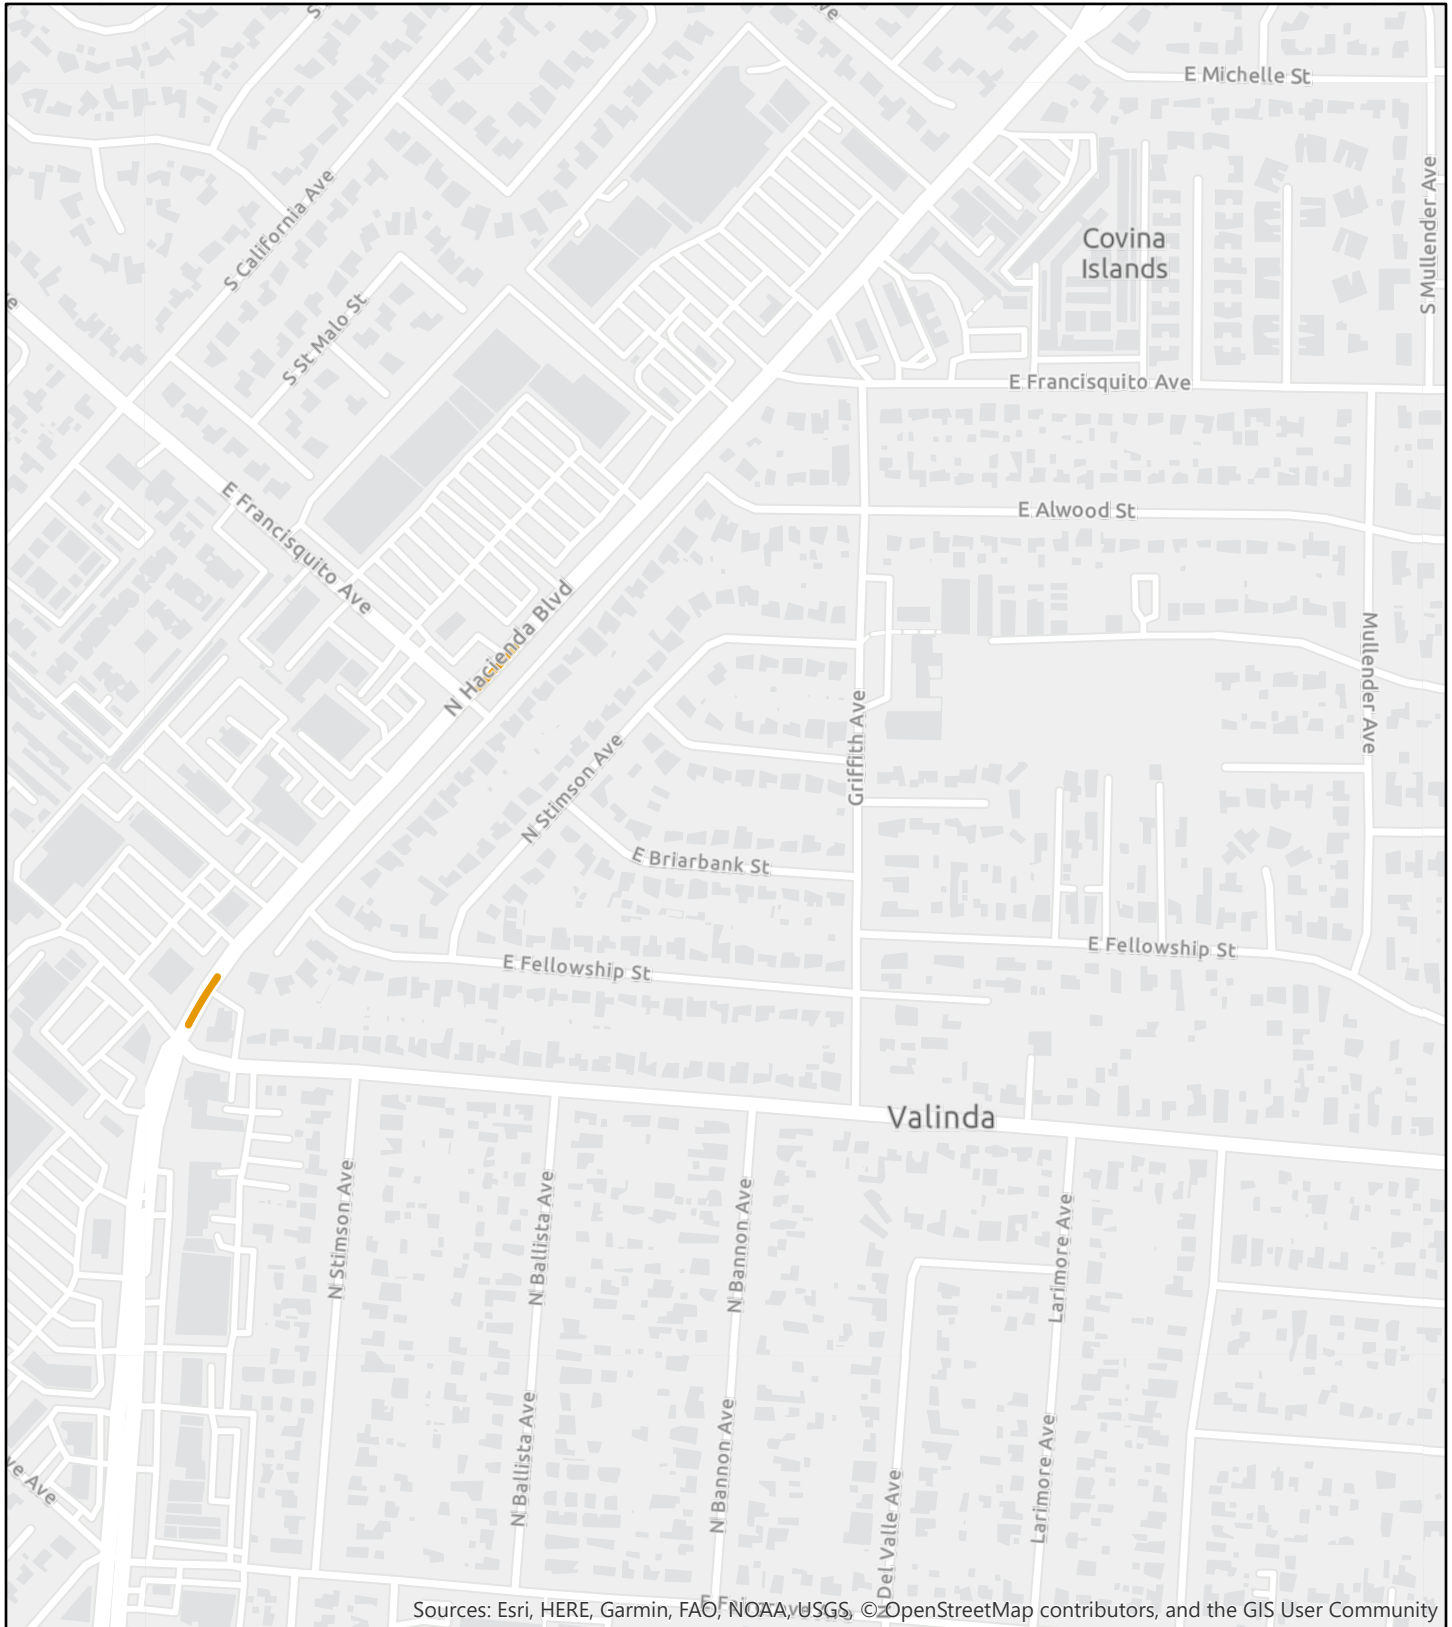 E Michelle St
S Mullender Ave
S California Ave
Covina
Islands
S St Malo St
E Francisquito Ave
E Francisquito Ave
E Alwood St
N Hacienda Blvd
Mullender Ave
Griffith Ave
N Stimson Ave
E Briarbank St
E Fellowship St
E Fellowship St
Valinda
N Stimson Ave
N Ballista Ave
N Bannon Ave
Larimore Ave
N Ballista Ave
N Bannon Ave
Larimore Ave
N Del Valle Ave
ve Ave
Sources: Esri, HERE, Garmin, FAO, NOAA, USGS, © OpenStreetMap contributors, and the GIS User Community